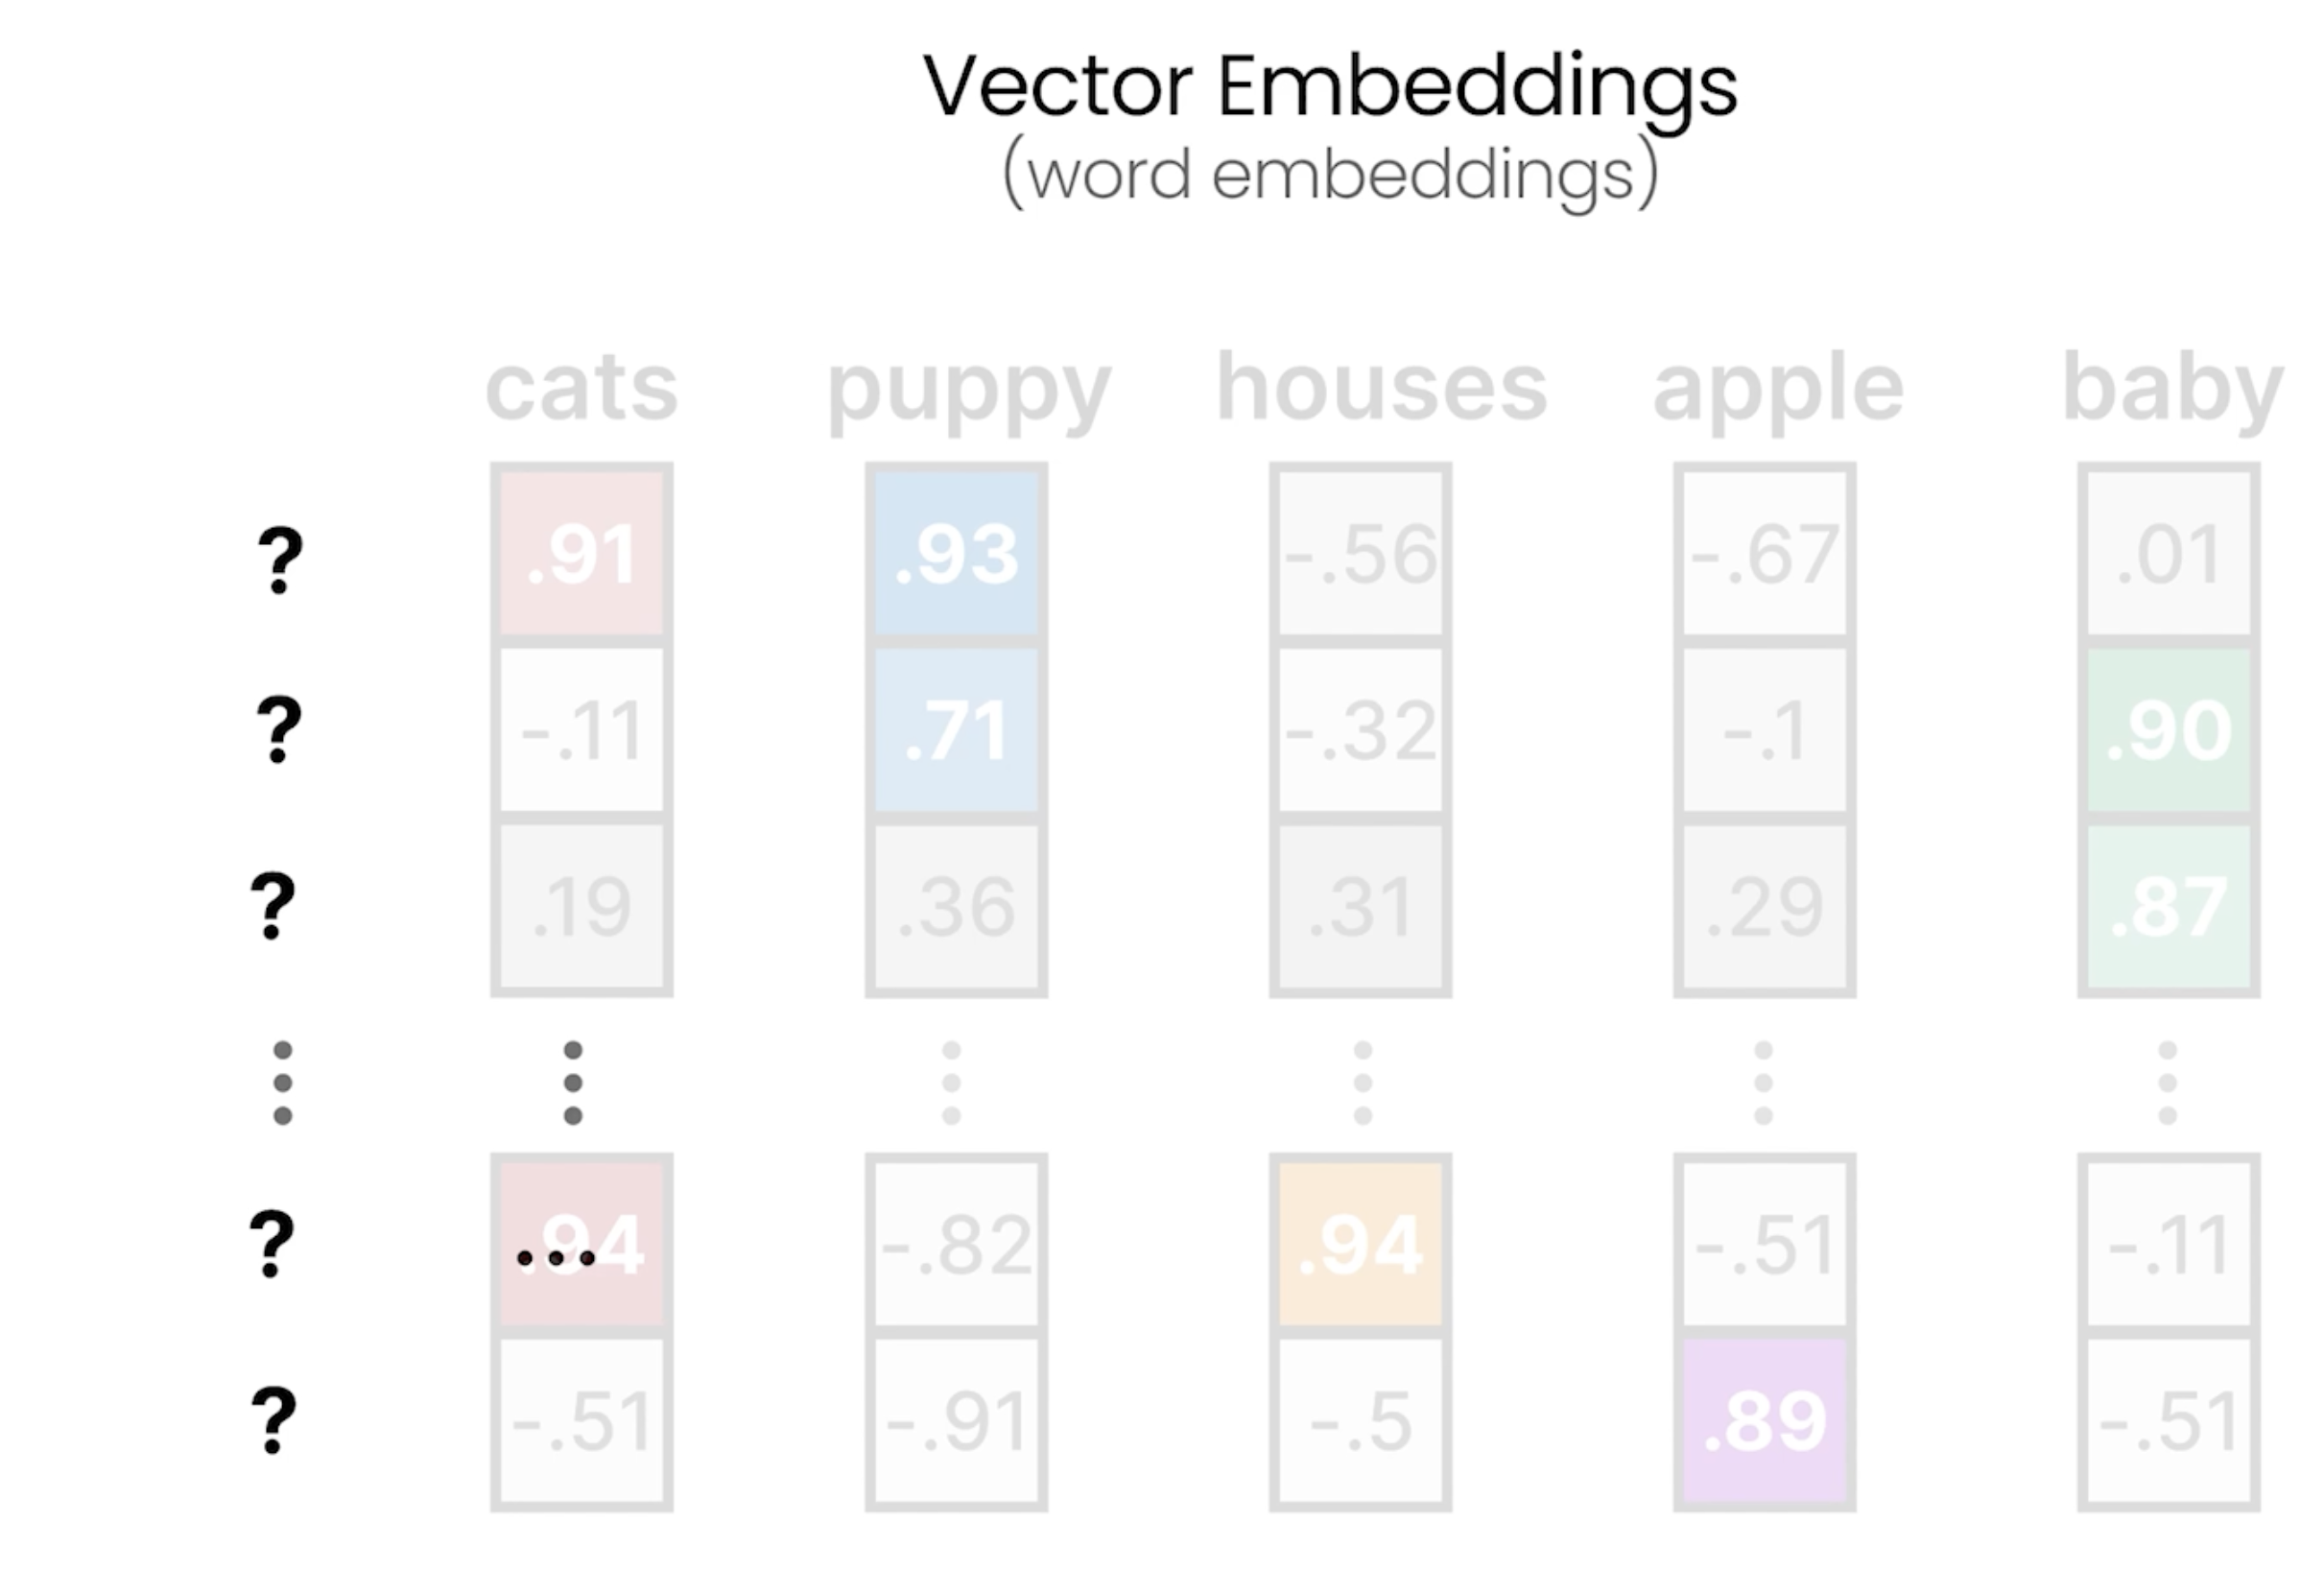 Vector Embeddings
(word embeddings)
cats puppy houses apple baby
? .91 .93 -.56 -.67 .01
? -.11 .71 -.32 -.1 .90
? .19 .36 .31 .29 .87
? .94 -.82 .94 -.51 -.11
? -.51 -.91 -.5 .89 -.51